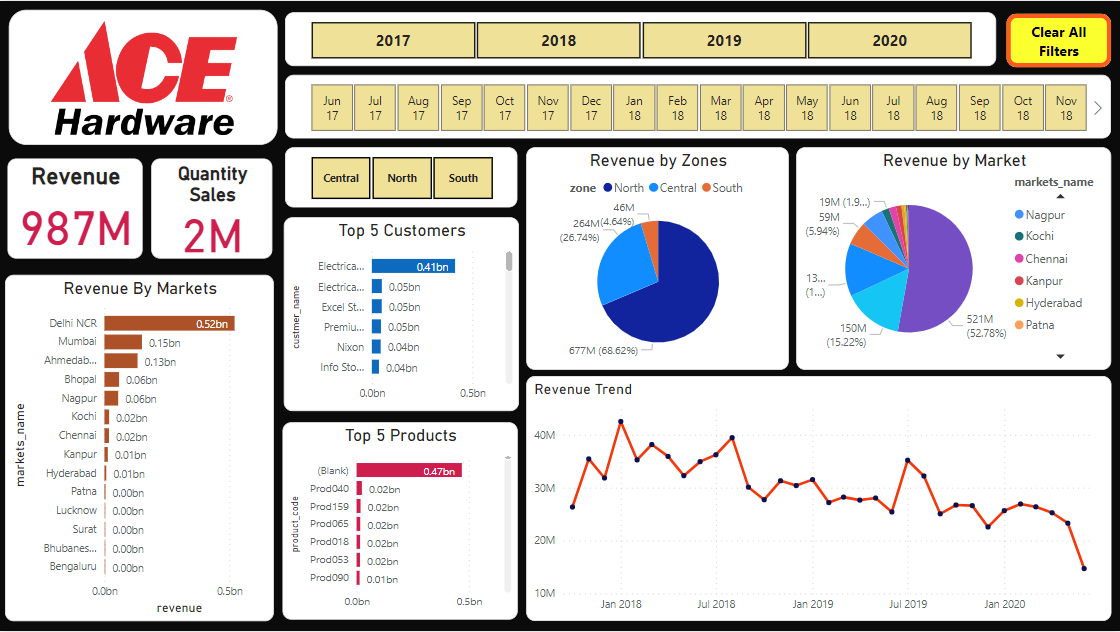 ACE
Hardware
®
2017
2018
2019
2020
Clear All
Filters
Jun
17
Jul
17
Aug
17
Sep
17
Oct
17
Nov
17
Dec
17
Jan
18
Feb
18
Mar
18
Apr
18
May
18
Jun
18
Jul
18
Aug
18
Sep
18
Oct
18
Nov
18
Revenue
987M
Quantity
Sales
2M
Central
North
South
Revenue By Markets
markets_name
Delhi NCR 0.52bn
Mumbai 0.15bn
Ahmedab... 0.13bn
Bhopal 0.06bn
Nagpur 0.06bn
Kochi 0.02bn
Chennai 0.02bn
Kanpur 0.01bn
Hyderabad 0.01bn
Patna 0.00bn
Lucknow 0.00bn
Surat 0.00bn
Bhubanes... 0.00bn
Bengaluru 0.00bn
0.0bn 0.5bn
revenue
Top 5 Customers
custmer_name
Electrica... 0.41bn
Electrica... 0.05bn
Excel St... 0.05bn
Premiu... 0.05bn
Nixon 0.04bn
Info Sto... 0.04bn
0.0bn 0.5bn
Top 5 Products
product_code
(Blank) 0.47bn
Prod040 0.02bn
Prod159 0.02bn
Prod065 0.02bn
Prod018 0.02bn
Prod053 0.02bn
Prod090 0.01bn
0.0bn 0.5bn
Revenue by Zones
zone North Central South
46M
(4.64%)
264M
(26.74%)
677M (68.62%)
Revenue by Market
markets_name
Nagpur
Kochi
Chennai
Kanpur
Hyderabad
Patna
19M (1.9...)
59M
(5.94%)
13...
(1...)
150M
(15.22%)
521M
(52.78%)
Revenue Trend
40M
30M
20M
10M
Jan 2018 Jul 2018 Jan 2019 Jul 2019 Jan 2020